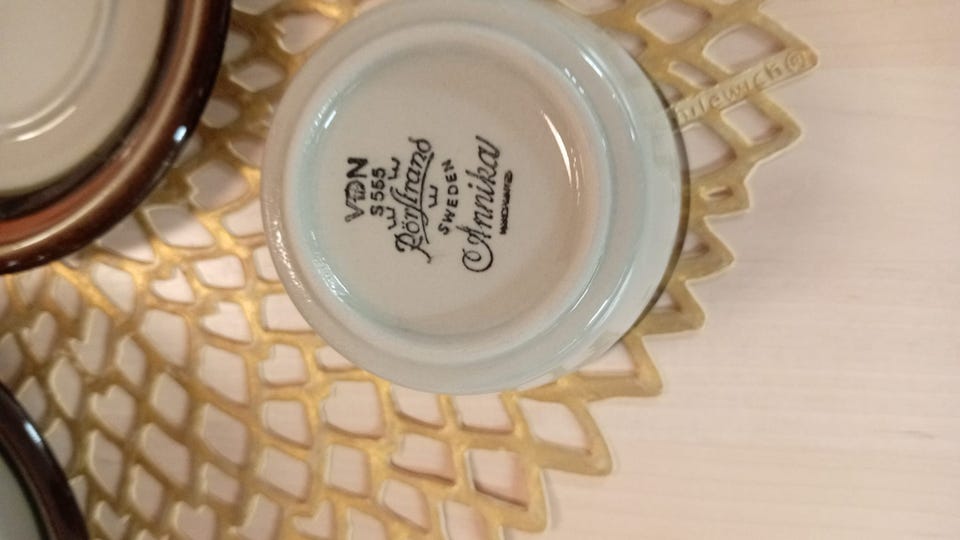 VDN
S555
Rörstrand
SWEDEN
Annika